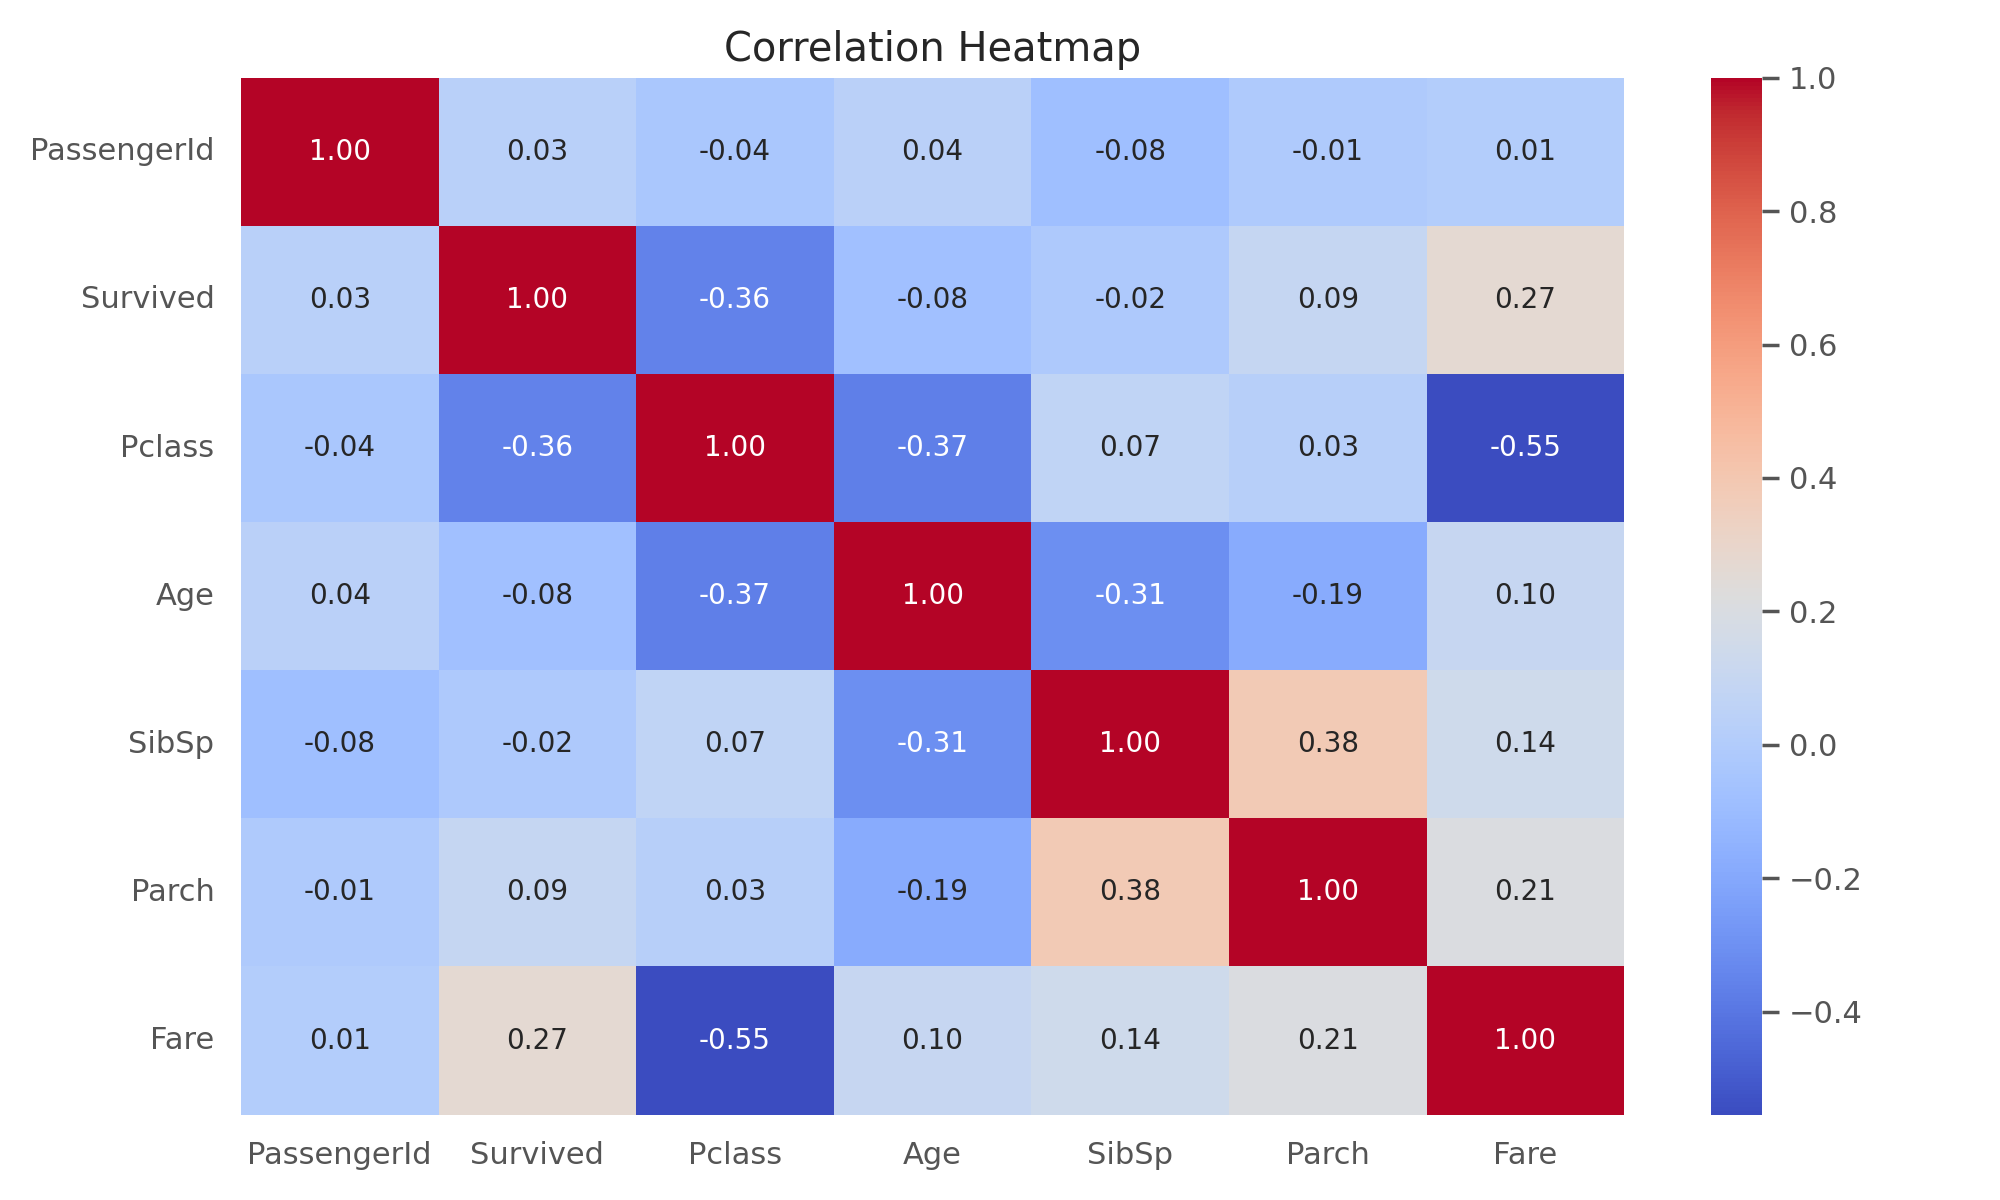 Correlation Heatmap
PassengerId 1.00 0.03 -0.04 0.04 -0.08 -0.01 0.01
Survived 0.03 1.00 -0.36 -0.08 -0.02 0.09 0.27
Pclass -0.04 -0.36 1.00 -0.37 0.07 0.03 -0.55
Age 0.04 -0.08 -0.37 1.00 -0.31 -0.19 0.10
SibSp -0.08 -0.02 0.07 -0.31 1.00 0.38 0.14
Parch -0.01 0.09 0.03 -0.19 0.38 1.00 0.21
Fare 0.01 0.27 -0.55 0.10 0.14 0.21 1.00
PassengerId Survived Pclass Age SibSp Parch Fare
1.0
0.8
0.6
0.4
0.2
0.0
−0.2
−0.4